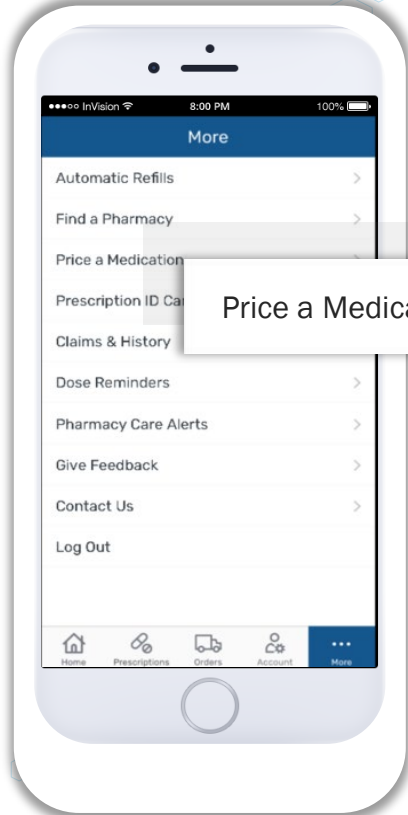 ●●●○○ InVision 8:00 PM 100%
More
Automatic Refills
Find a Pharmacy
Price a Medication
Prescription ID Ca
Price a Medica
Claims & History
Dose Reminders
Pharmacy Care Alerts
Give Feedback
Contact Us
Log Out
Home Prescriptions Orders Account More